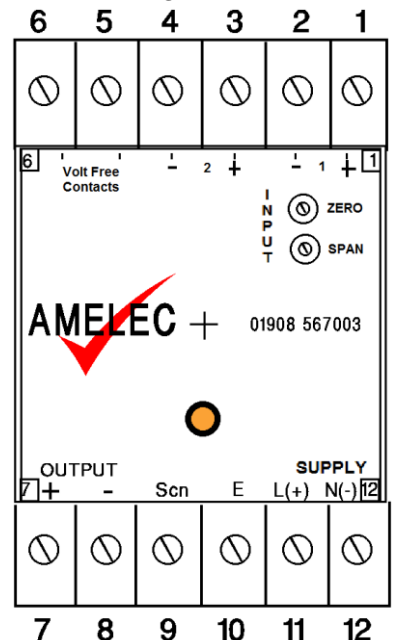 6 5 4 3 2 1
6 - 2 + - 1 + 1
Volt Free
Contacts
INPUT
ZERO
SPAN
AMELEC
01908 567003
OUTPUT SUPPLY
7 + - Scn E L(+) N(-) 12
7 8 9 10 11 12